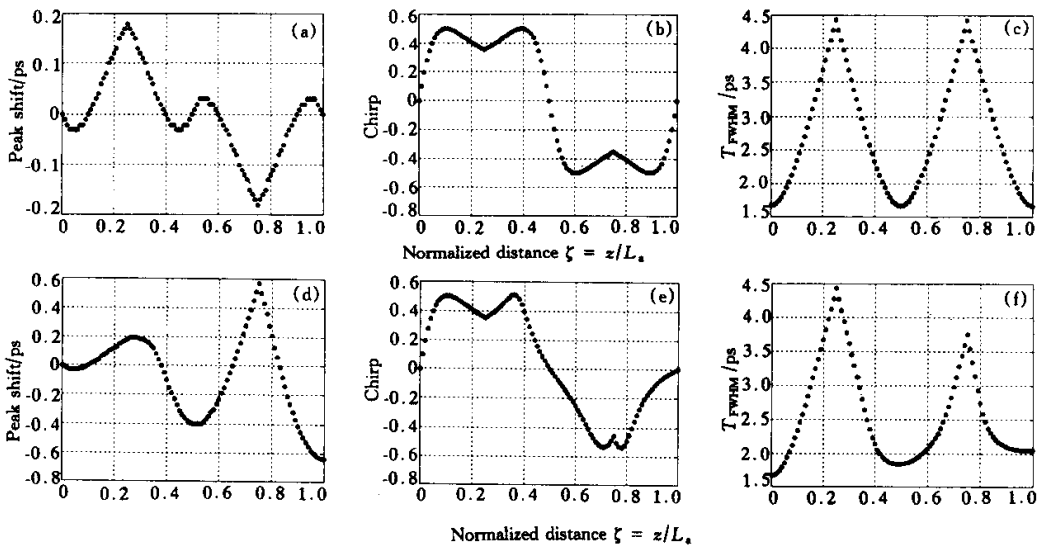 (a)
Peak shift/ps
0.2
0.1
0
-0.1
-0.2
0 0.2 0.4 0.6 0.8 1.0
(b)
Chirp
0.6
0.4
0.2
0
-0.2
-0.4
-0.6
-0.8
0 0.2 0.4 0.6 0.8 1.0
(c)
T_FWHM /ps
4.5
4.0
3.5
3.0
2.5
2.0
1.5
0 0.2 0.4 0.6 0.8 1.0
Normalized distance ζ = z/L_a
(d)
Peak shift/ps
0.6
0.4
0.2
0
-0.2
-0.4
-0.6
-0.8
0 0.2 0.4 0.6 0.8 1.0
(e)
Chirp
0.6
0.4
0.2
0
-0.2
-0.4
-0.6
-0.8
0 0.2 0.4 0.6 0.8 1.0
(f)
T_FWHM /ps
4.5
4.0
3.5
3.0
2.5
2.0
1.5
0 0.2 0.4 0.6 0.8 1.0
Normalized distance ζ = z/L_a